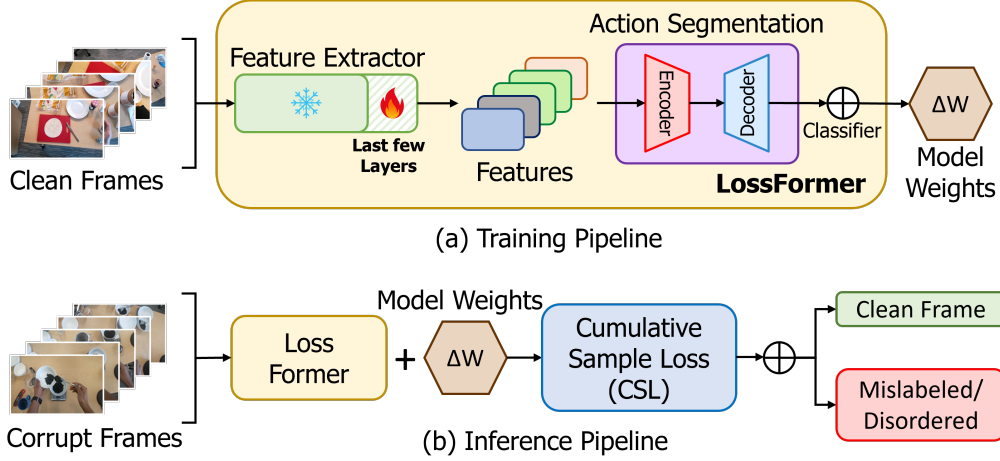 Action Segmentation
Feature Extractor
Encoder
Decoder
ΔW
Last few
Layers
Classifier
Clean Frames
Features
LossFormer
Model
Weights
(a) Training Pipeline
Model Weights
Clean Frame
Loss
Former
+
ΔW
Cumulative
Sample Loss
(CSL)
Mislabeled/
Disordered
Corrupt Frames
(b) Inference Pipeline